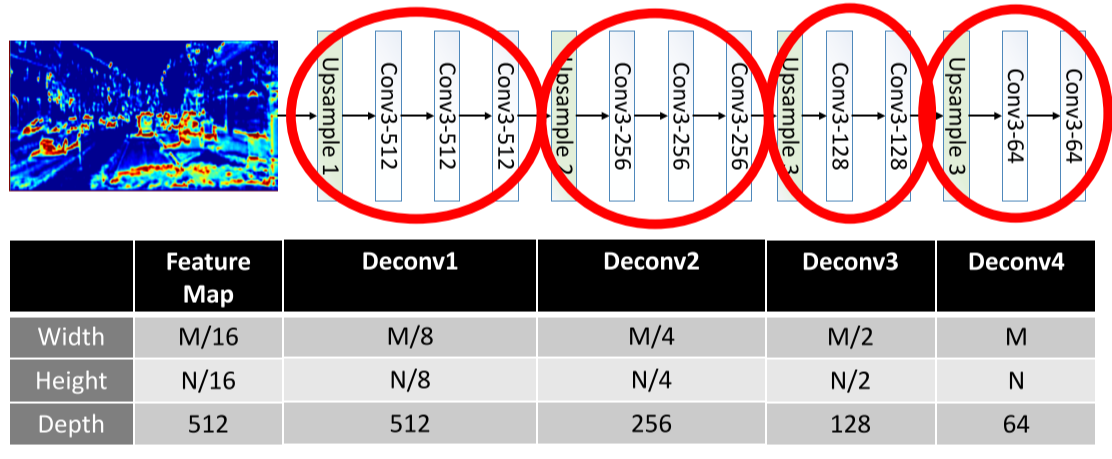 Upsample 1
Conv3-512
Conv3-512
Conv3-512
Upsample 2
Conv3-256
Conv3-256
Conv3-256
Upsample 3
Conv3-128
Conv3-128
Upsample 3
Conv3-64
Conv3-64
Feature Map Deconv1 Deconv2 Deconv3 Deconv4
Width M/16 M/8 M/4 M/2 M
Height N/16 N/8 N/4 N/2 N
Depth 512 512 256 128 64